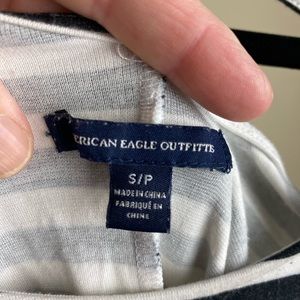 ERICAN EAGLE OUTFITTE
S/P
MADE IN CHINA
FABRIQUÉ EN
CHINE